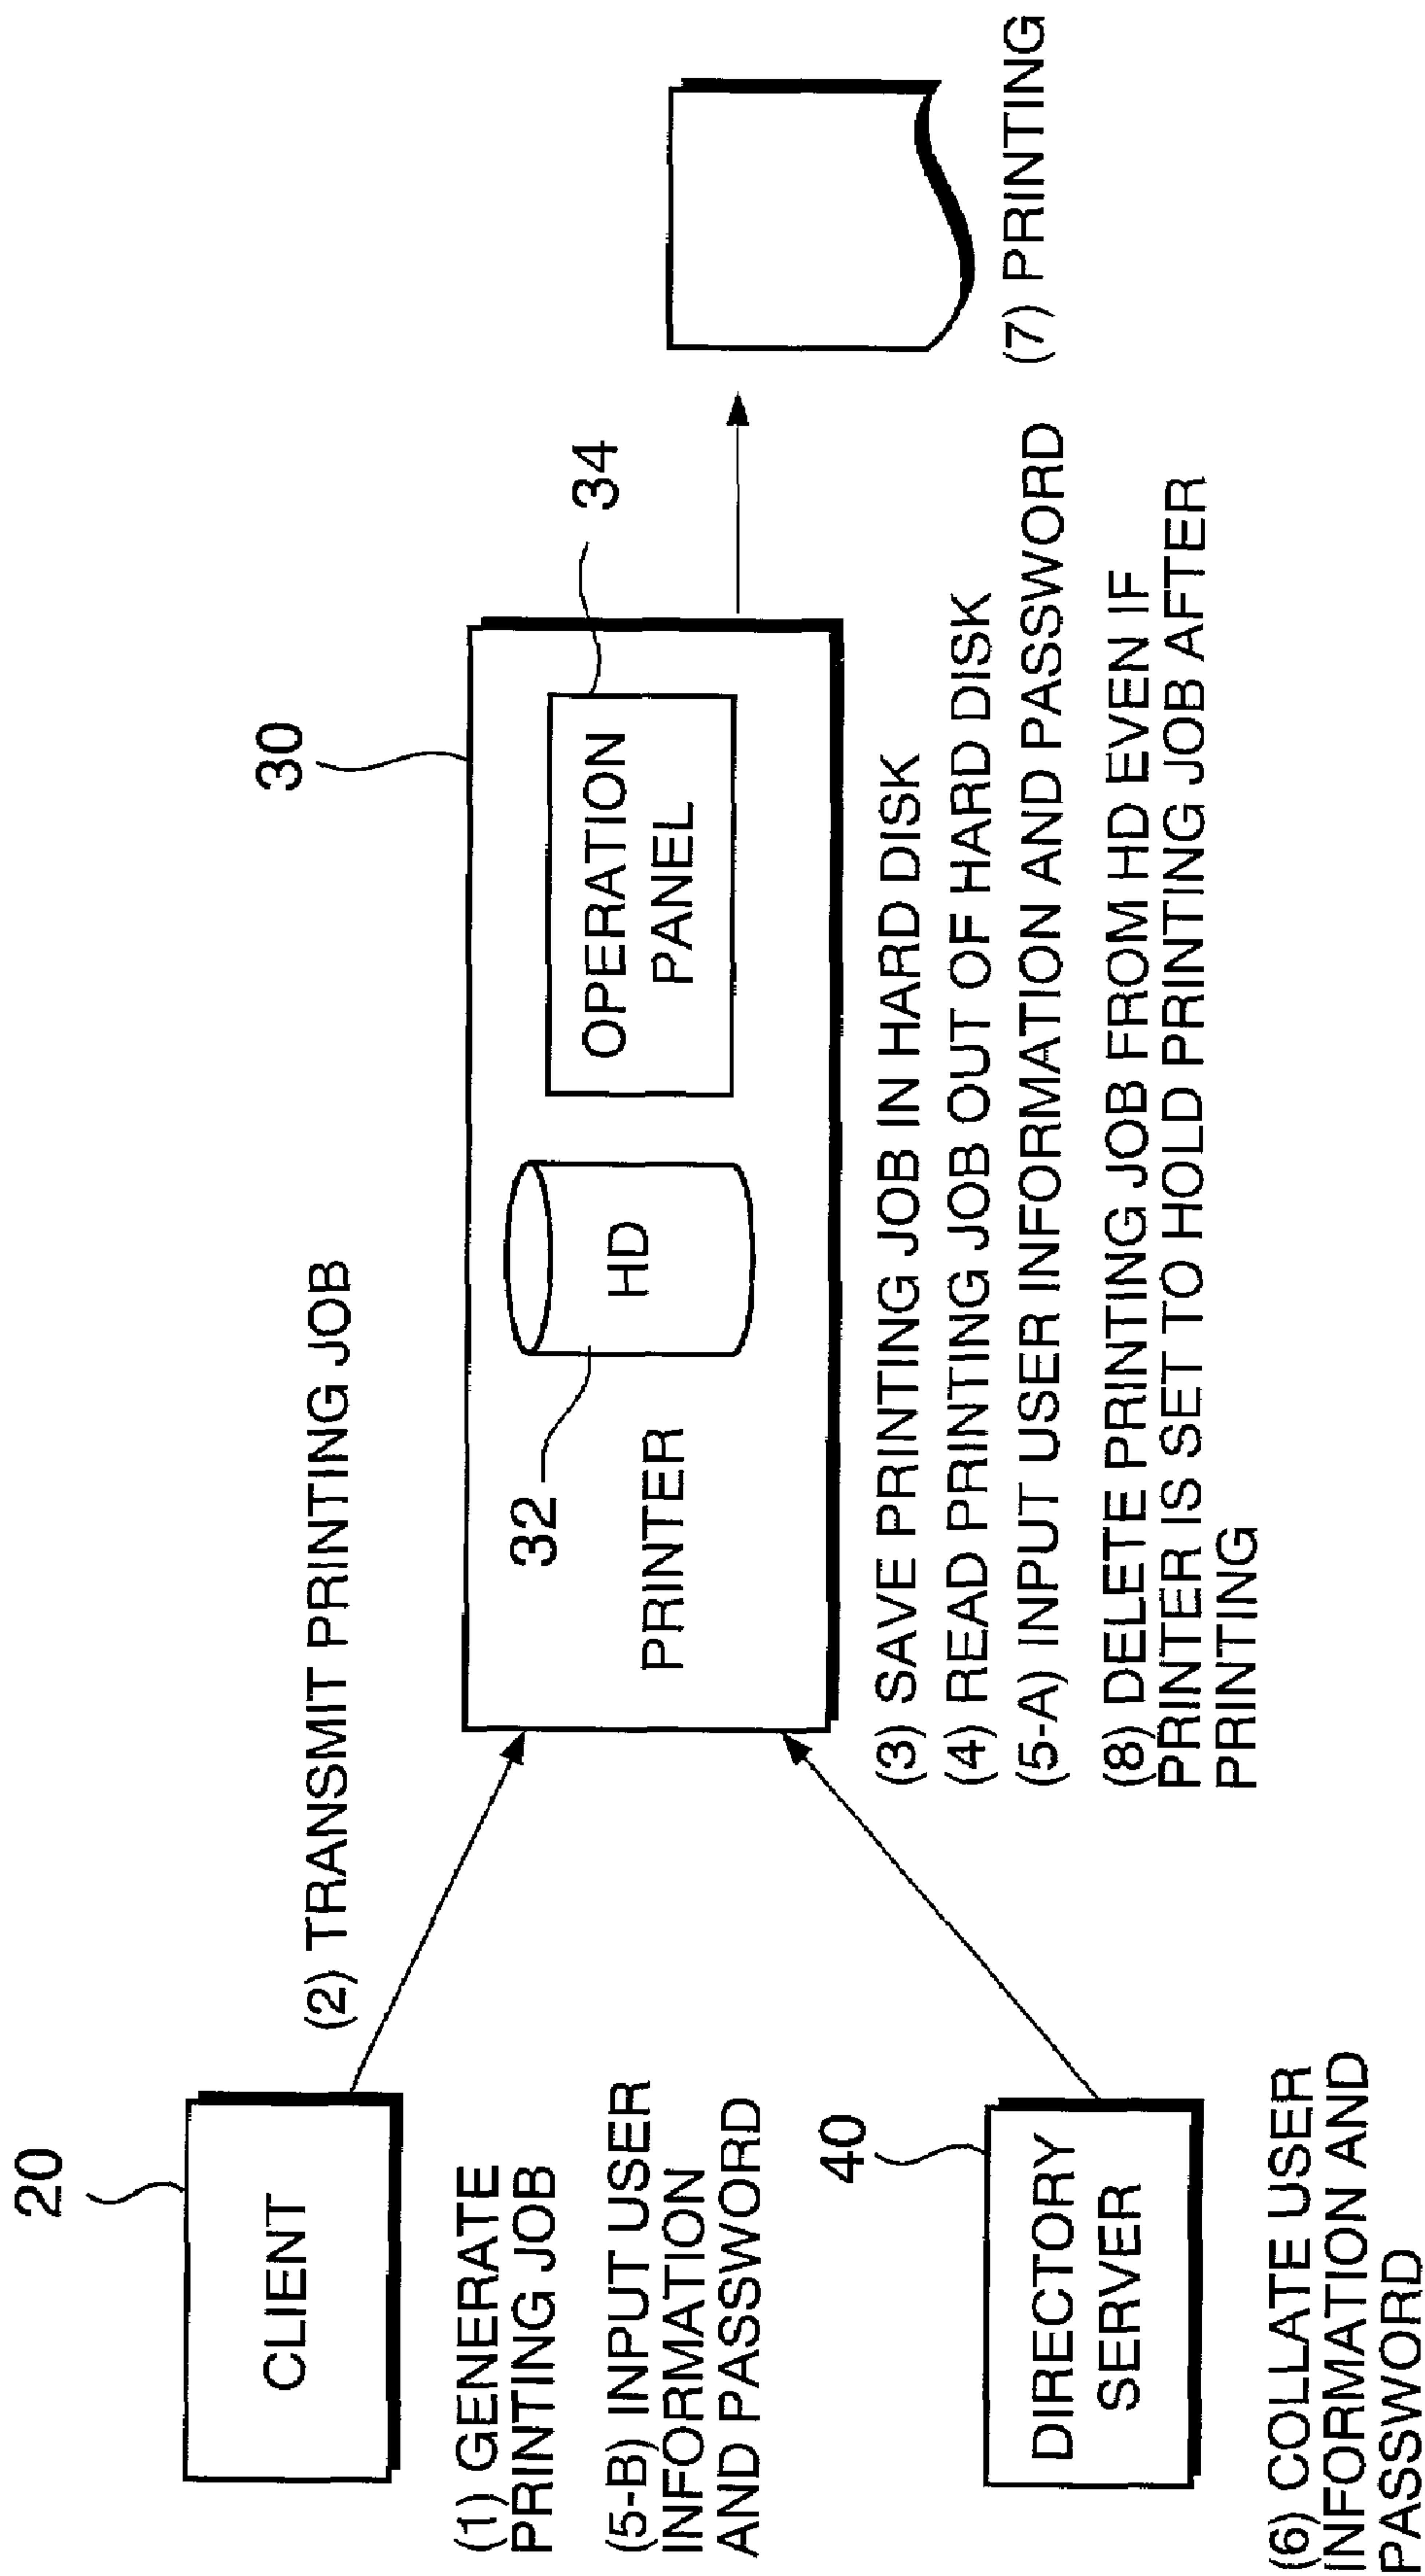 20
CLIENT
(1) GENERATE
PRINTING JOB
(5-B) INPUT USER
INFORMATION
AND PASSWORD
(2) TRANSMIT PRINTING JOB
40
DIRECTORY
SERVER
(6) COLLATE USER
INFORMATION AND
PASSWORD
30
PRINTER
32
HD
34
OPERATION
PANEL
(3) SAVE PRINTING JOB IN HARD DISK
(4) READ PRINTING JOB OUT OF HARD DISK
(5-A) INPUT USER INFORMATION AND PASSWORD
(8) DELETE PRINTING JOB FROM HD EVEN IF
PRINTER IS SET TO HOLD PRINTING JOB AFTER
PRINTING
(7) PRINTING